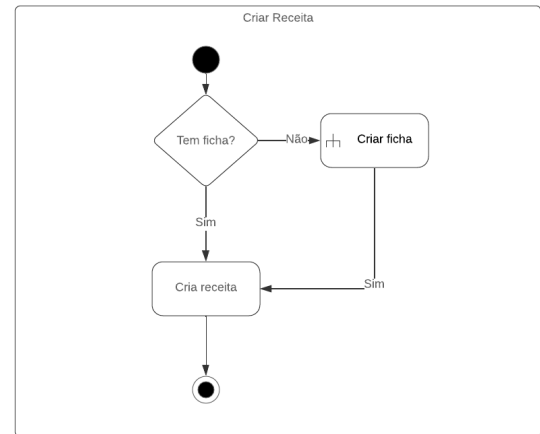 Criar Receita
Tem ficha?
Não
Criar ficha
Sim
Cria receita
Sim